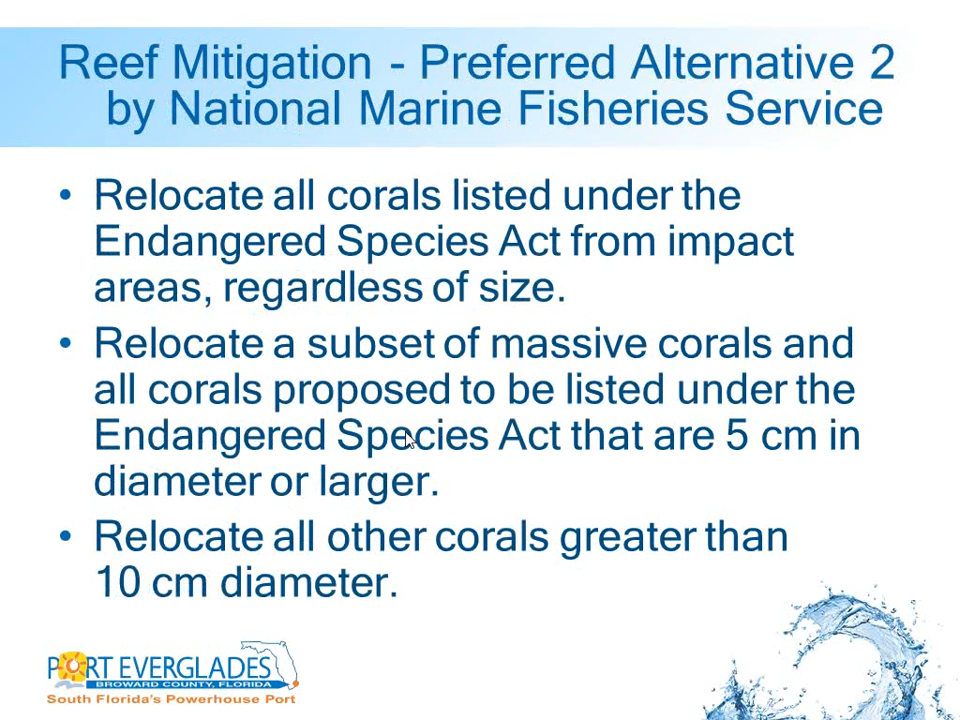 Reef Mitigation - Preferred Alternative 2
by National Marine Fisheries Service
• Relocate all corals listed under the
Endangered Species Act from impact
areas, regardless of size.
• Relocate a subset of massive corals and
all corals proposed to be listed under the
Endangered Species Act that are 5 cm in
diameter or larger.
• Relocate all other corals greater than
10 cm diameter.
PORT EVERGLADES
BROWARD COUNTY, FLORIDA
South Florida's Powerhouse Port